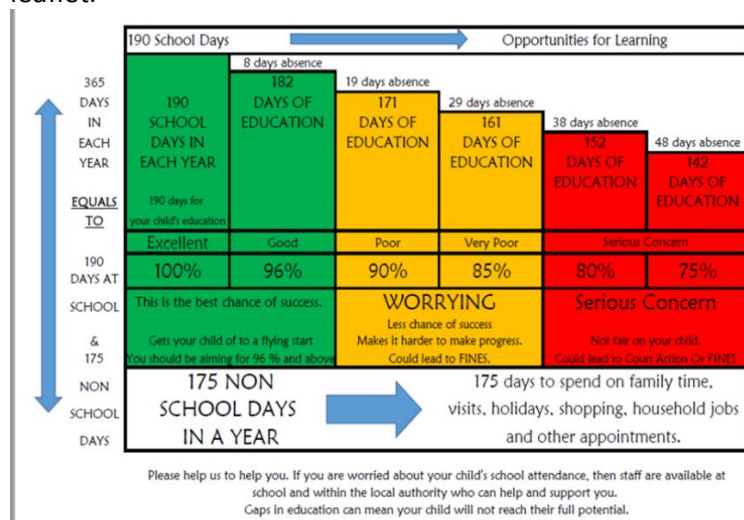 leaflet.
190 School Days
Opportunities for Learning
8 days absence
19 days absence
29 days absence
38 days absence
48 days absence
365
DAYS
IN
EACH
YEAR
EQUALS
TO
190
DAYS AT
SCHOOL
&
175
NON
SCHOOL
DAYS
190
SCHOOL
DAYS IN
EACH YEAR
190 days for
your child's education
182
DAYS OF
EDUCATION
171
DAYS OF
EDUCATION
161
DAYS OF
EDUCATION
152
DAYS OF
EDUCATION
142
DAYS OF
EDUCATION
Excellent
Good
Poor
Very Poor
Serious Concern
100%
96%
90%
85%
80%
75%
This is the best chance of success.
Gets your child of to a flying start
You should be aiming for 96 % and above
WORRYING
Less chance of success
Makes it harder to make progress.
Could lead to FINES.
Serious Concern
Not fair on your child.
Could lead to Court Action Or FINES
175 NON
SCHOOL DAYS
IN A YEAR
175 days to spend on family time,
visits, holidays, shopping, household jobs
and other appointments.
Please help us to help you. If you are worried about your child's school attendance, then staff are available at
school and within the local authority who can help and support you.
Gaps in education can mean your child will not reach their full potential.